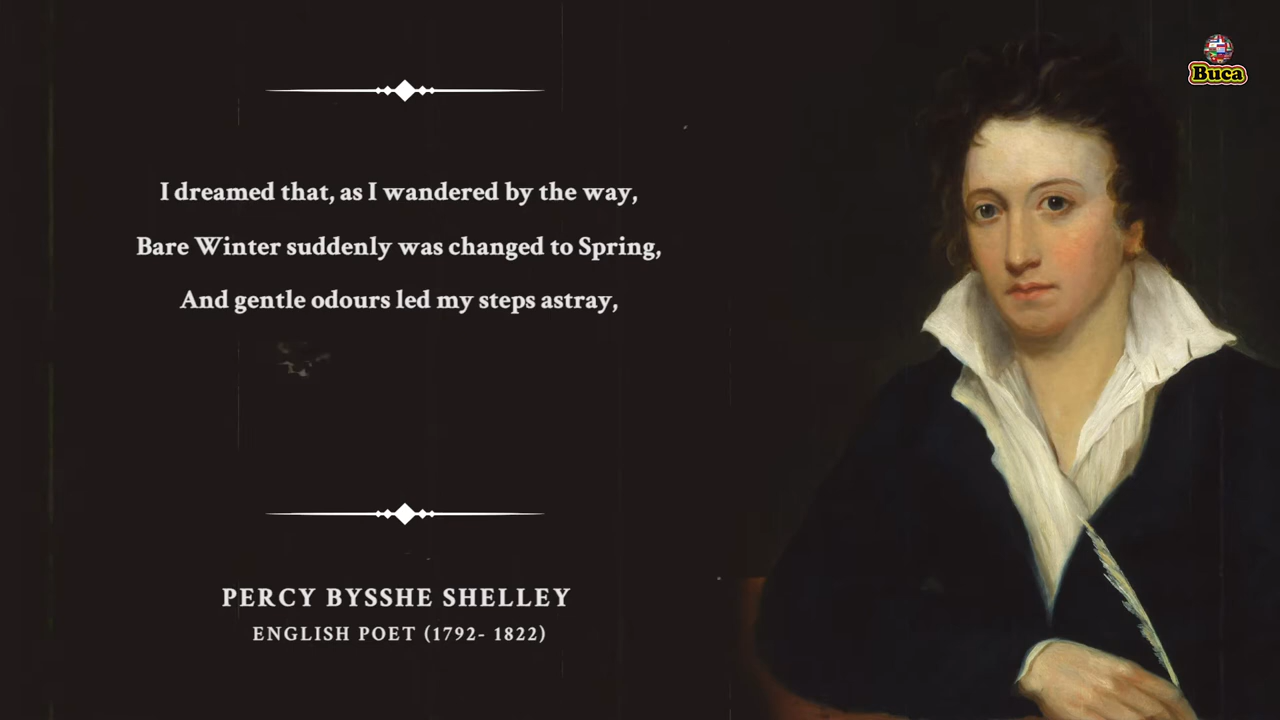 Buca
I dreamed that, as I wandered by the way,
Bare Winter suddenly was changed to Spring,
And gentle odours led my steps astray,
PERCY BYSSHE SHELLEY
ENGLISH POET (1792- 1822)